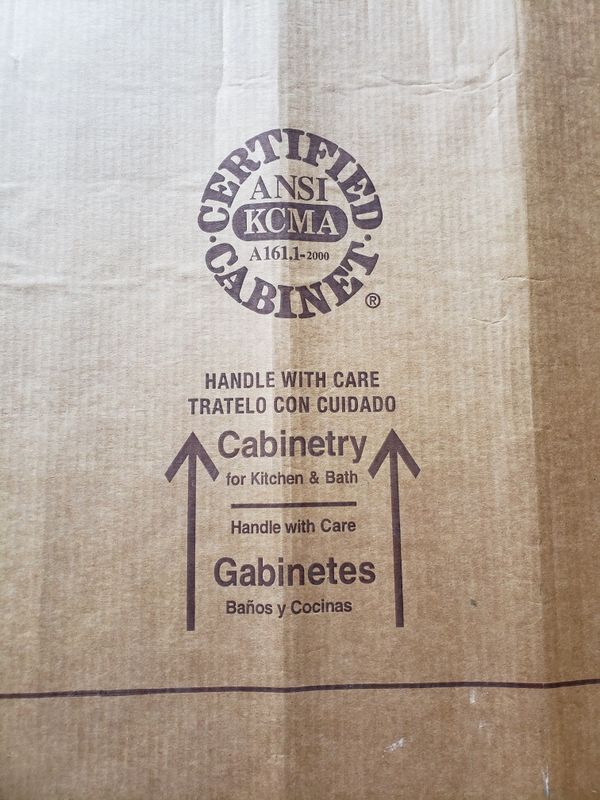 CERTIFIED
ANSI
KCMA
A161.1-2000
· CABINET ·
®
HANDLE WITH CARE
TRATELO CON CUIDADO
Cabinetry
for Kitchen & Bath
Handle with Care
Gabinetes
Baños y Cocinas